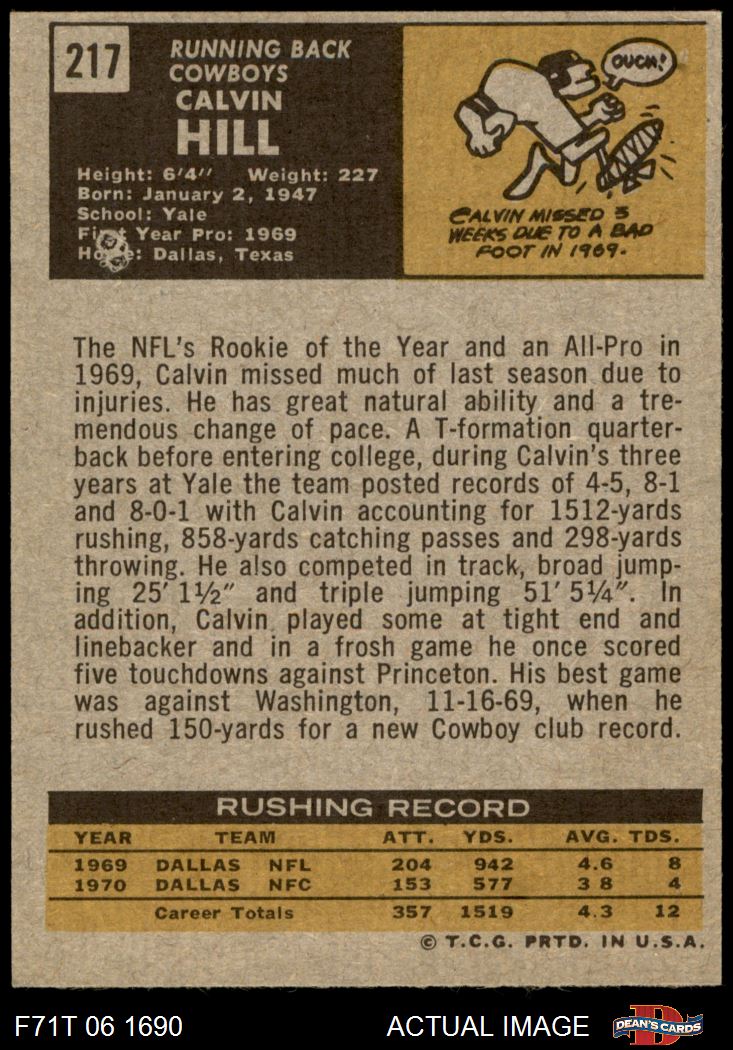 217
RUNNING BACK
COWBOYS
CALVIN
HILL
Height: 6'4'' Weight: 227
Born: January 2, 1947
School: Yale
Year Pro: 1969
Dallas, Texas
OUCH!
CALVIN MISSED 3
WEEKS DUE TO A BAD
FOOT IN 1969.
The NFL's Rookie of the Year and an All-Pro in
1969, Calvin missed much of last season due to
injuries. He has great natural ability and a tre-
mendous change of pace. A T-formation quarter-
back before entering college, during Calvin's three
years at Yale the team posted records of 4-5, 8-1
and 8-0-1 with Calvin accounting for 1512-yards
rushing, 858-yards catching passes and 298-yards
throwing. He also competed in track, broad jump-
ing 25' 1½" and triple jumping 51' 5¼". In
addition, Calvin played some at tight end and
linebacker and in a frosh game he once scored
five touchdowns against Princeton. His best game
was against Washington, 11-16-69, when he
rushed 150-yards for a new Cowboy club record.
RUSHING RECORD
YEAR TEAM ATT. YDS. AVG. TDS.
1969 DALLAS NFL 204 942 4.6 8
1970 DALLAS NFC 153 577 3 8 4
Career Totals 357 1519 4.3 12
© T.C.G. PRTD. IN U.S.A.
F71T 06 1690 ACTUAL IMAGE D DEAN'S CARDS